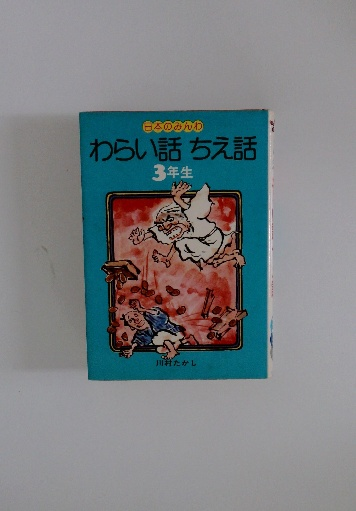 日本のみんわ
わらい話 ちえ話
3年生
川村たかし